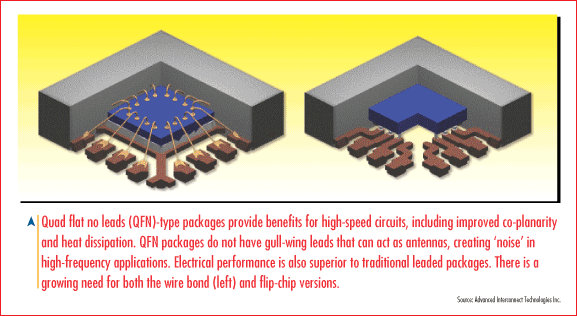 Quad flat no leads (QFN)-type packages provide benefits for high-speed circuits, including improved co-planarity
and heat dissipation. QFN packages do not have gull-wing leads that can act as antennas, creating ‘noise’ in
high-frequency applications. Electrical performance is also superior to traditional leaded packages. There is a
growing need for both the wire bond (left) and flip-chip versions.
Source: Advanced Interconnect Technologies Inc.